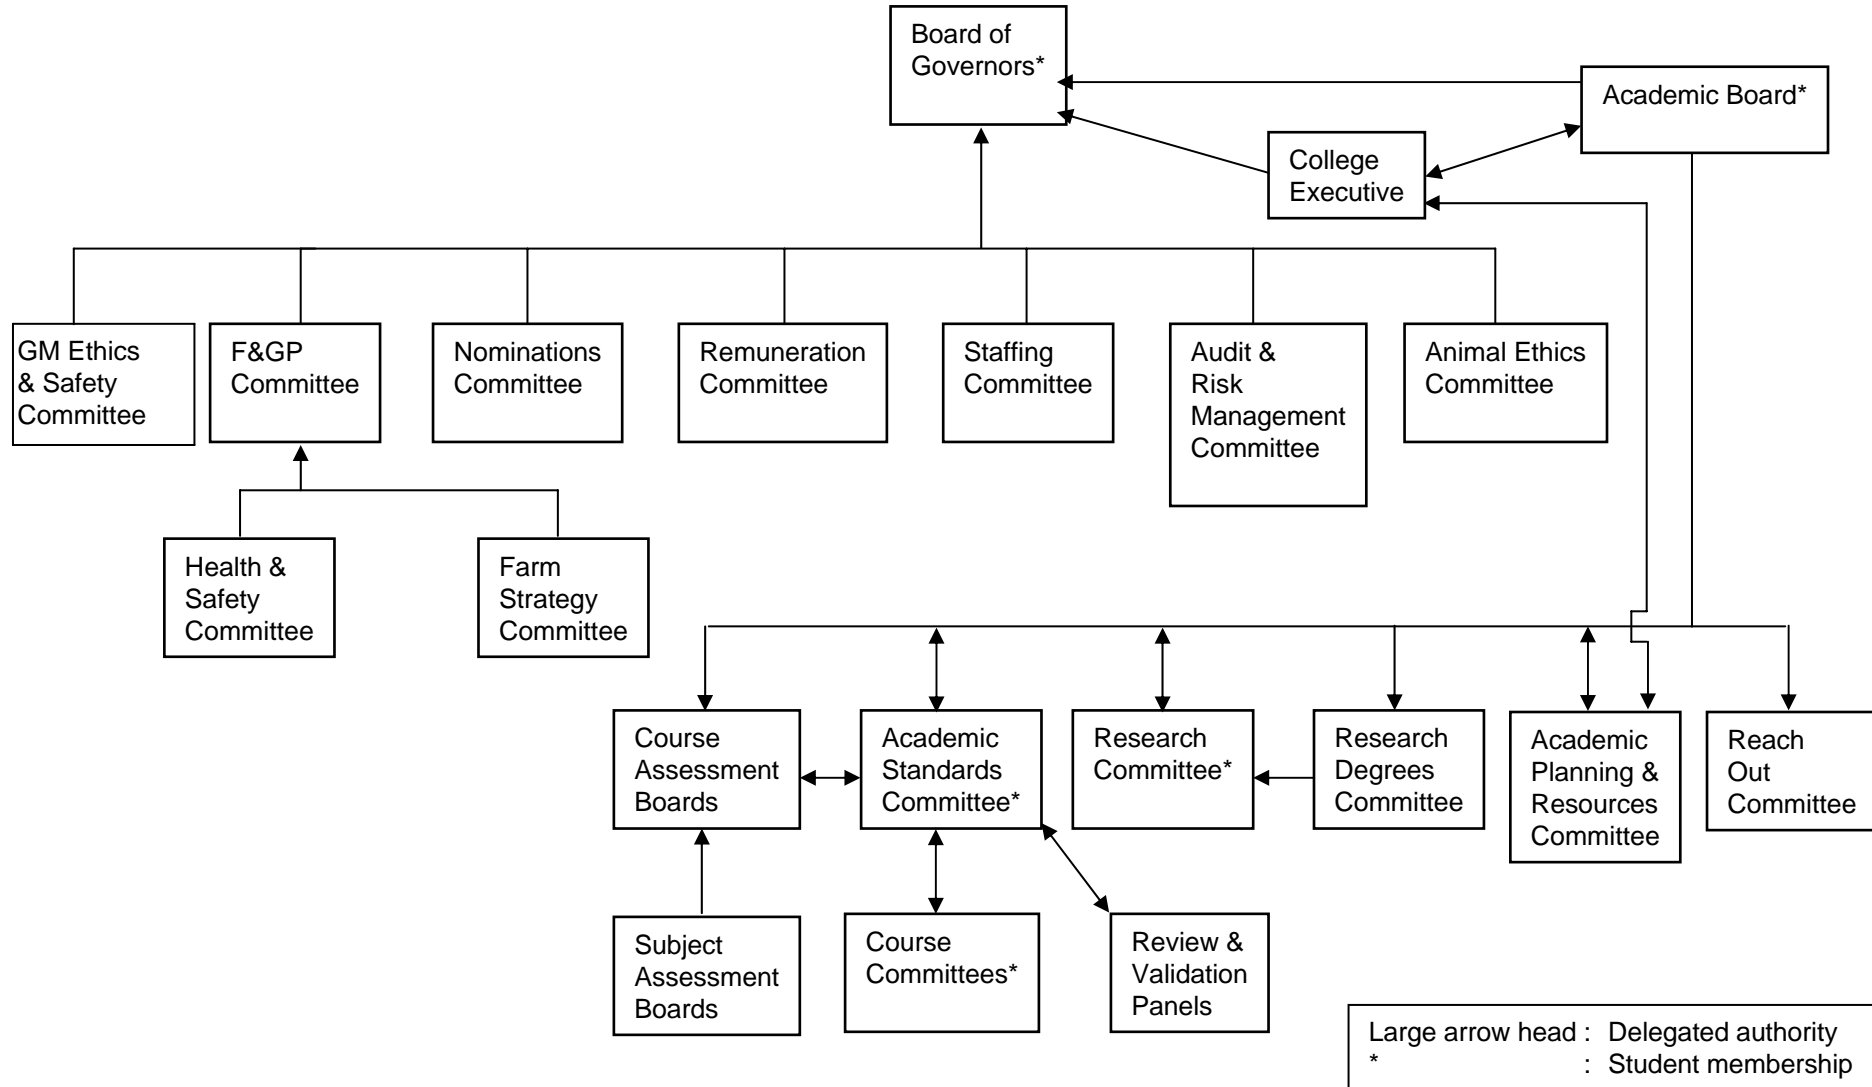 Board of
Governors*
Academic Board*
College
Executive
GM Ethics
& Safety
Committee
F&GP
Committee
Nominations
Committee
Remuneration
Committee
Staffing
Committee
Audit &
Risk
Management
Committee
Animal Ethics
Committee
Health &
Safety
Committee
Farm
Strategy
Committee
Course
Assessment
Boards
Academic
Standards
Committee*
Research
Committee*
Research
Degrees
Committee
Academic
Planning &
Resources
Committee
Reach
Out
Committee
Subject
Assessment
Boards
Course
Committees*
Review &
Validation
Panels
Large arrow head : Delegated authority
* : Student membership